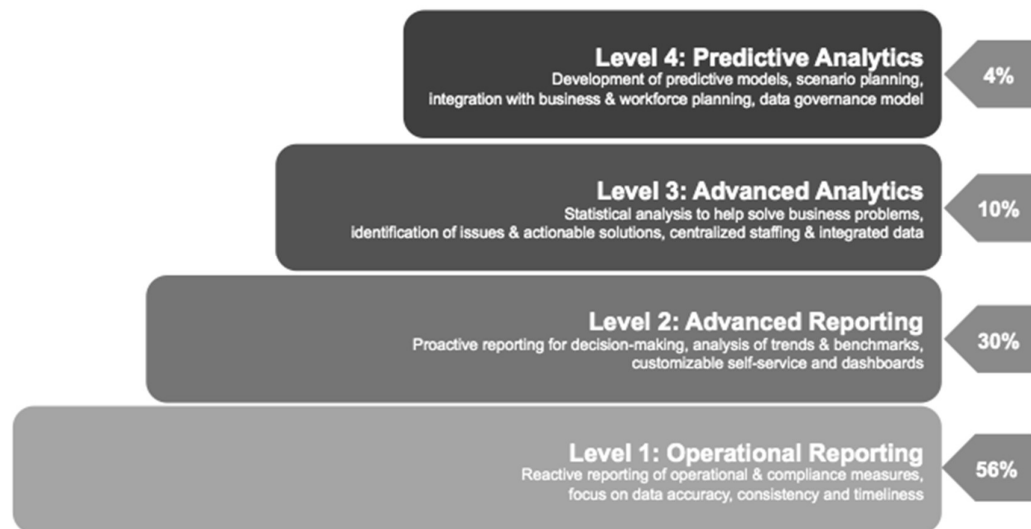 Level 4: Predictive Analytics
Development of predictive models, scenario planning,
integration with business & workforce planning, data governance model
4%
Level 3: Advanced Analytics
Statistical analysis to help solve business problems,
identification of issues & actionable solutions, centralized staffing & integrated data
10%
Level 2: Advanced Reporting
Proactive reporting for decision-making, analysis of trends & benchmarks,
customizable self-service and dashboards
30%
Level 1: Operational Reporting
Reactive reporting of operational & compliance measures,
focus on data accuracy, consistency and timeliness
56%